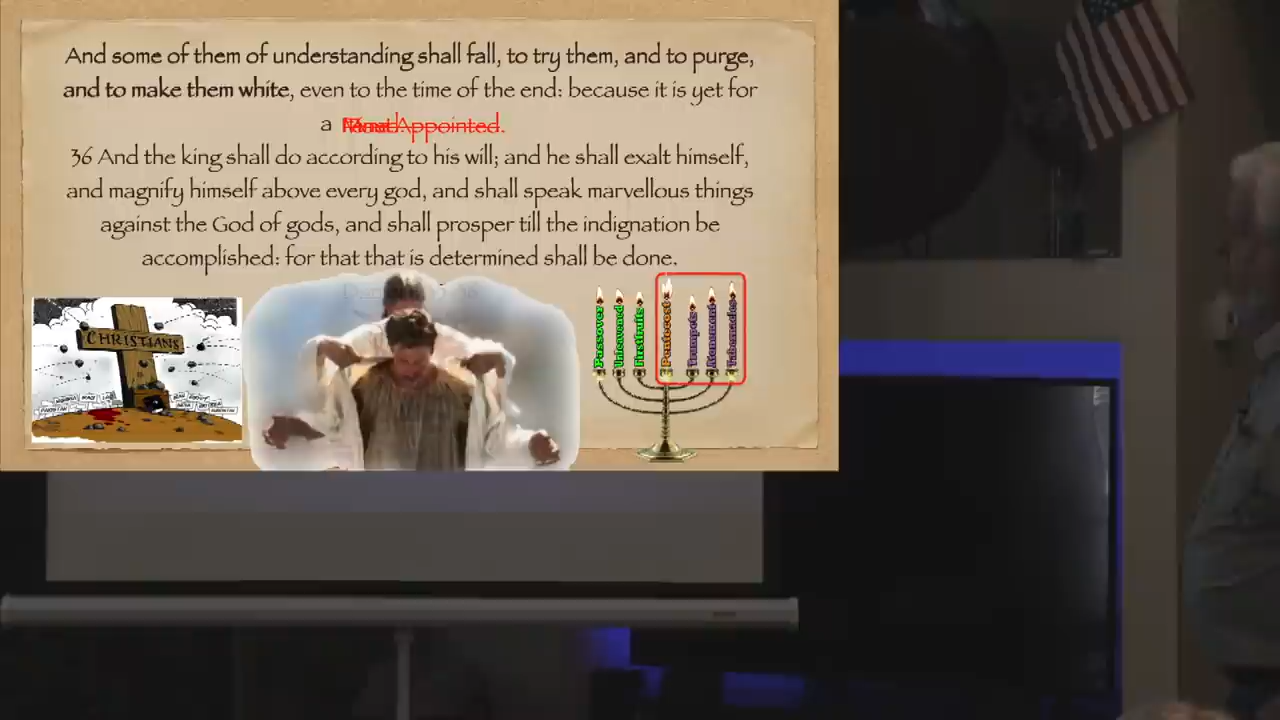 And some of them of understanding shall fall, to try them, and to purge,
and to make them white, even to the time of the end: because it is yet for
a Time Appointed.
36 And the king shall do according to his will; and he shall exalt himself,
and magnify himself above every god, and shall speak marvellous things
against the God of gods, and shall prosper till the indignation be
accomplished: for that that is determined shall be done.
CHRISTIANS
Passover
Unleavened
Firstfruits
Pentecost
Trumpets
Atonement
Tabernacles